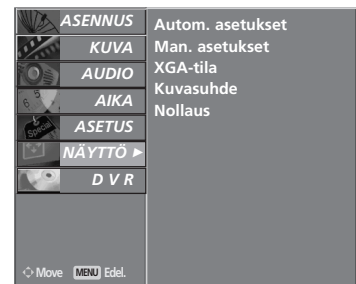 ASENNUS
KUVA
AUDIO
AIKA
ASETUS
NÄYTTÖ ►
D V R
Autom. asetukset
Man. asetukset
XGA-tila
Kuvasuhde
Nollaus
Move MENU Edel.